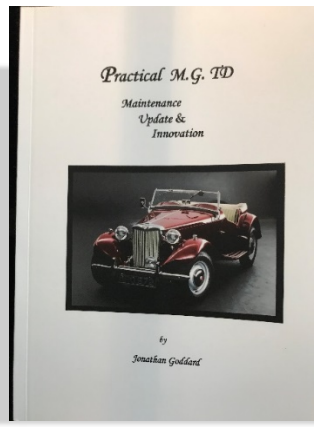 Practical M.G. TD
Maintenance
Update &
Innovation
by
Jonathan Goddard